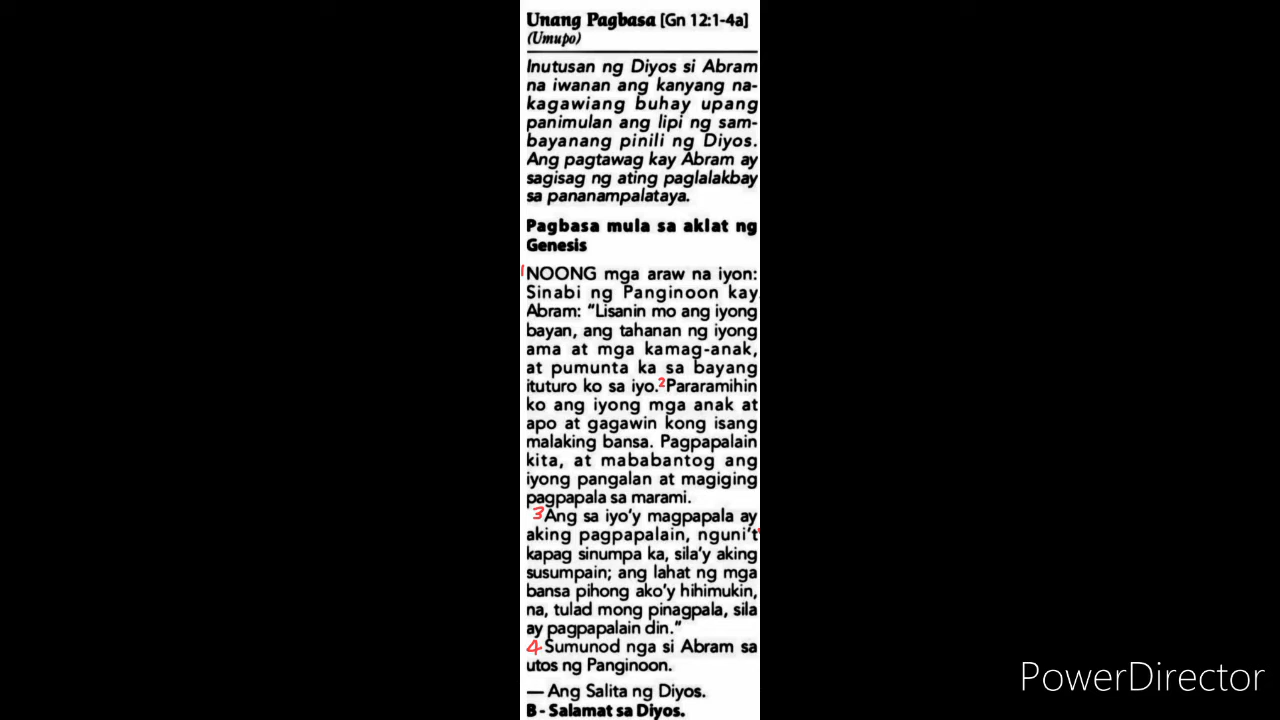 Unang Pagbasa [Gn 12:1-4a]
(Umupo)
Inutusan ng Diyos si Abram
na iwanan ang kanyang na-
kagawiang buhay upang
panimulan ang lipi ng sam-
bayanang pinili ng Diyos.
Ang pagtawag kay Abram ay
sagisag ng ating paglalakbay
sa pananampalataya.
Pagbasa mula sa aklat ng
Genesis
1 NOONG mga araw na iyon:
Sinabi ng Panginoon kay
Abram: “Lisanin mo ang iyong
bayan, ang tahanan ng iyong
ama at mga kamag-anak,
at pumunta ka sa bayang
ituturo ko sa iyo. 2 Pararamihin
ko ang iyong mga anak at
apo at gagawin kong isang
malaking bansa. Pagpapalain
kita, at mababantog ang
iyong pangalan at magiging
pagpapala sa marami.
3 Ang sa iyo’y magpapala ay
aking pagpapalain, nguni’t
kapag sinumpa ka, sila’y aking
susumpain; ang lahat ng mga
bansa pihong ako’y hihimukin,
na, tulad mong pinagpala, sila
ay pagpapalain din.”
4 Sumunod nga si Abram sa
utos ng Panginoon.
— Ang Salita ng Diyos.
B - Salamat sa Diyos.
PowerDirector